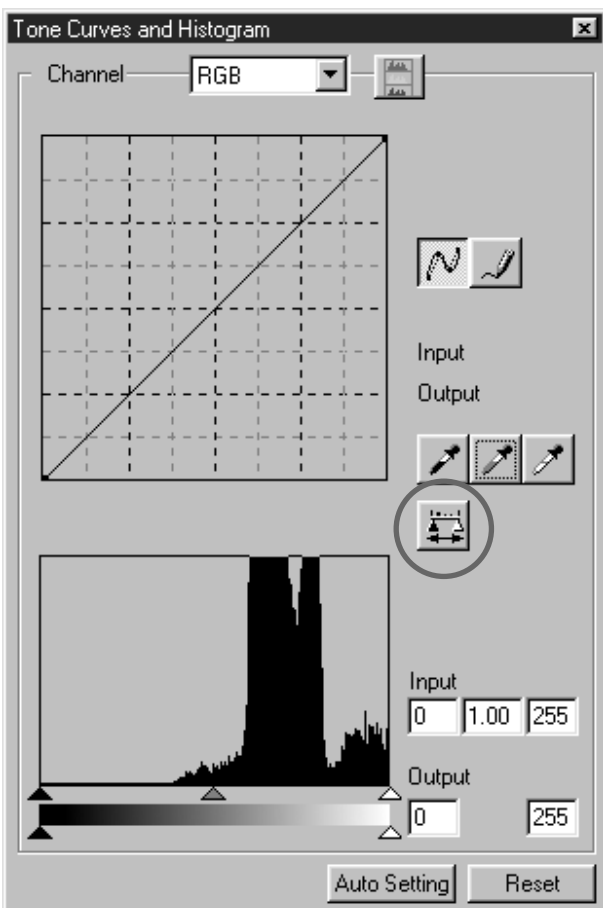 Tone Curves and Histogram
Channel RGB
Input
Output
Input
0 1.00 255
Output
0 255
Auto Setting Reset